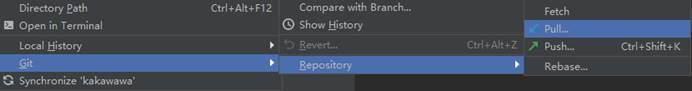 Directory Path Ctrl+Alt+F12
Open in Terminal
Local History
Git
Synchronize 'kakawawa'
Compare with Branch...
Show History
Revert... Ctrl+Alt+Z
Repository
Fetch
Pull...
Push... Ctrl+Shift+K
Rebase...